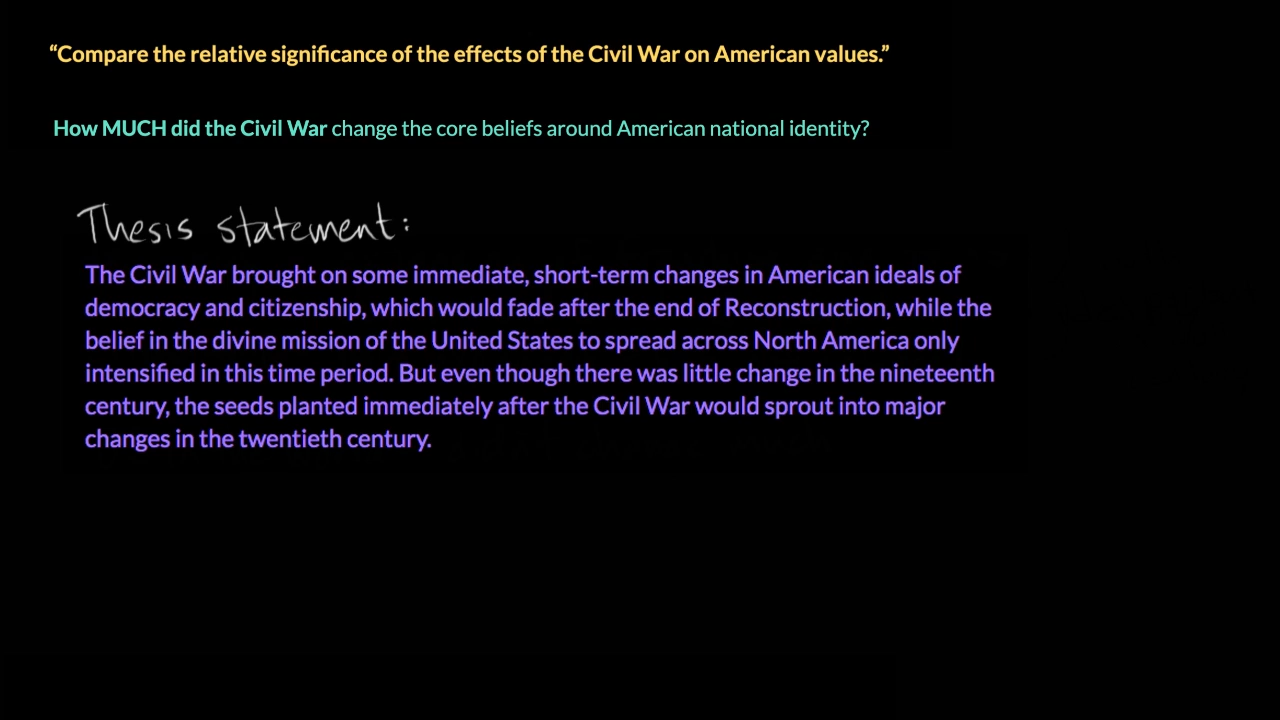 “Compare the relative significance of the effects of the Civil War on American values.”
How MUCH did the Civil War change the core beliefs around American national identity?
Thesis statement:
The Civil War brought on some immediate, short-term changes in American ideals of
democracy and citizenship, which would fade after the end of Reconstruction, while the
belief in the divine mission of the United States to spread across North America only
intensified in this time period. But even though there was little change in the nineteenth
century, the seeds planted immediately after the Civil War would sprout into major
changes in the twentieth century.